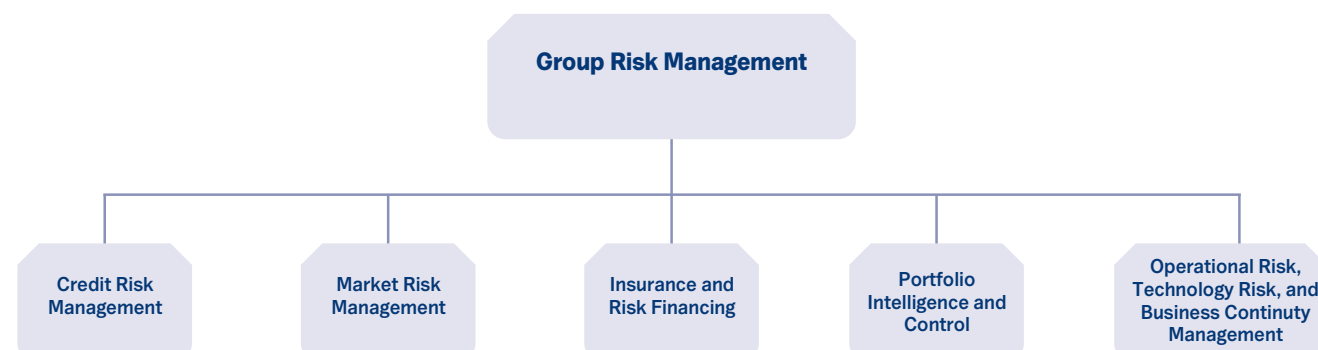 Group Risk Management
Credit Risk
Management
Market Risk
Management
Insurance and
Risk Financing
Portfolio
Intelligence and
Control
Operational Risk,
Technology Risk, and
Business Continuty
Management